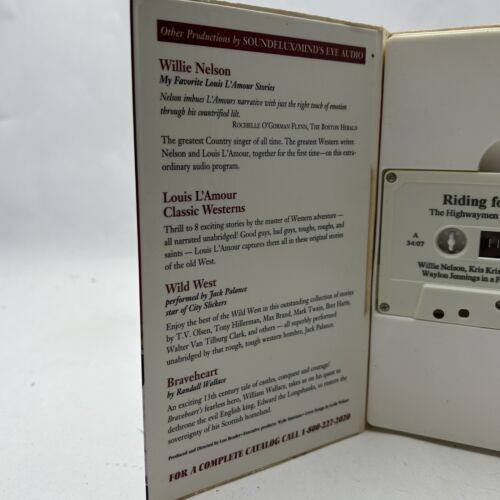 Other Productions by SOUNDELUX/MIND'S EYE AUDIO
Willie Nelson
My Favorite Louis L'Amour Stories
Nelson imbues L'Amours narrative with just the right touch of emotion
through his countrified lilt.
ROCHELLE O'GORMAN FLYNN, THE BOSTON HERALD
The greatest Country singer of all time. The greatest Western writer.
Nelson and Louis L'Amour, together for the first time—on this extra-
ordinary audio program.
Louis L'Amour
Classic Westerns
Thrill to 8 exciting stories by the master of Western adventure —
all narrated unabridged! Good guys, bad guys, toughs, roughs, and
saints — Louis L'Amour captures them all in these original stories
of the old West.
Wild West
performed by Jack Palance
star of City Slickers
Enjoy the best of the Wild West in this outstanding collection of stories
by T.V. Olsen, Tony Hillerman, Max Brand, Mark Twain, Bret Harte,
Walter Van Tilburg Clark, and others — all superbly performed
unabridged by that rough, tough western hombre, Jack Palance.
Braveheart
by Randall Wallace
An exciting 13th century tale of castles, conquest and courage!
Braveheart's fearless hero, William Wallace, takes us on his quest to
dethrone the evil English king, Edward the Longshanks, to restore the
sovereignty of his Scottish homeland.
Produced and Directed by
FOR A COMPLETE CATALOG CALL 1-800-227-2020
Riding fo
The Highwaymen
A
34:07
Willie Nelson, Kris Kris
Waylon Jennings in a F